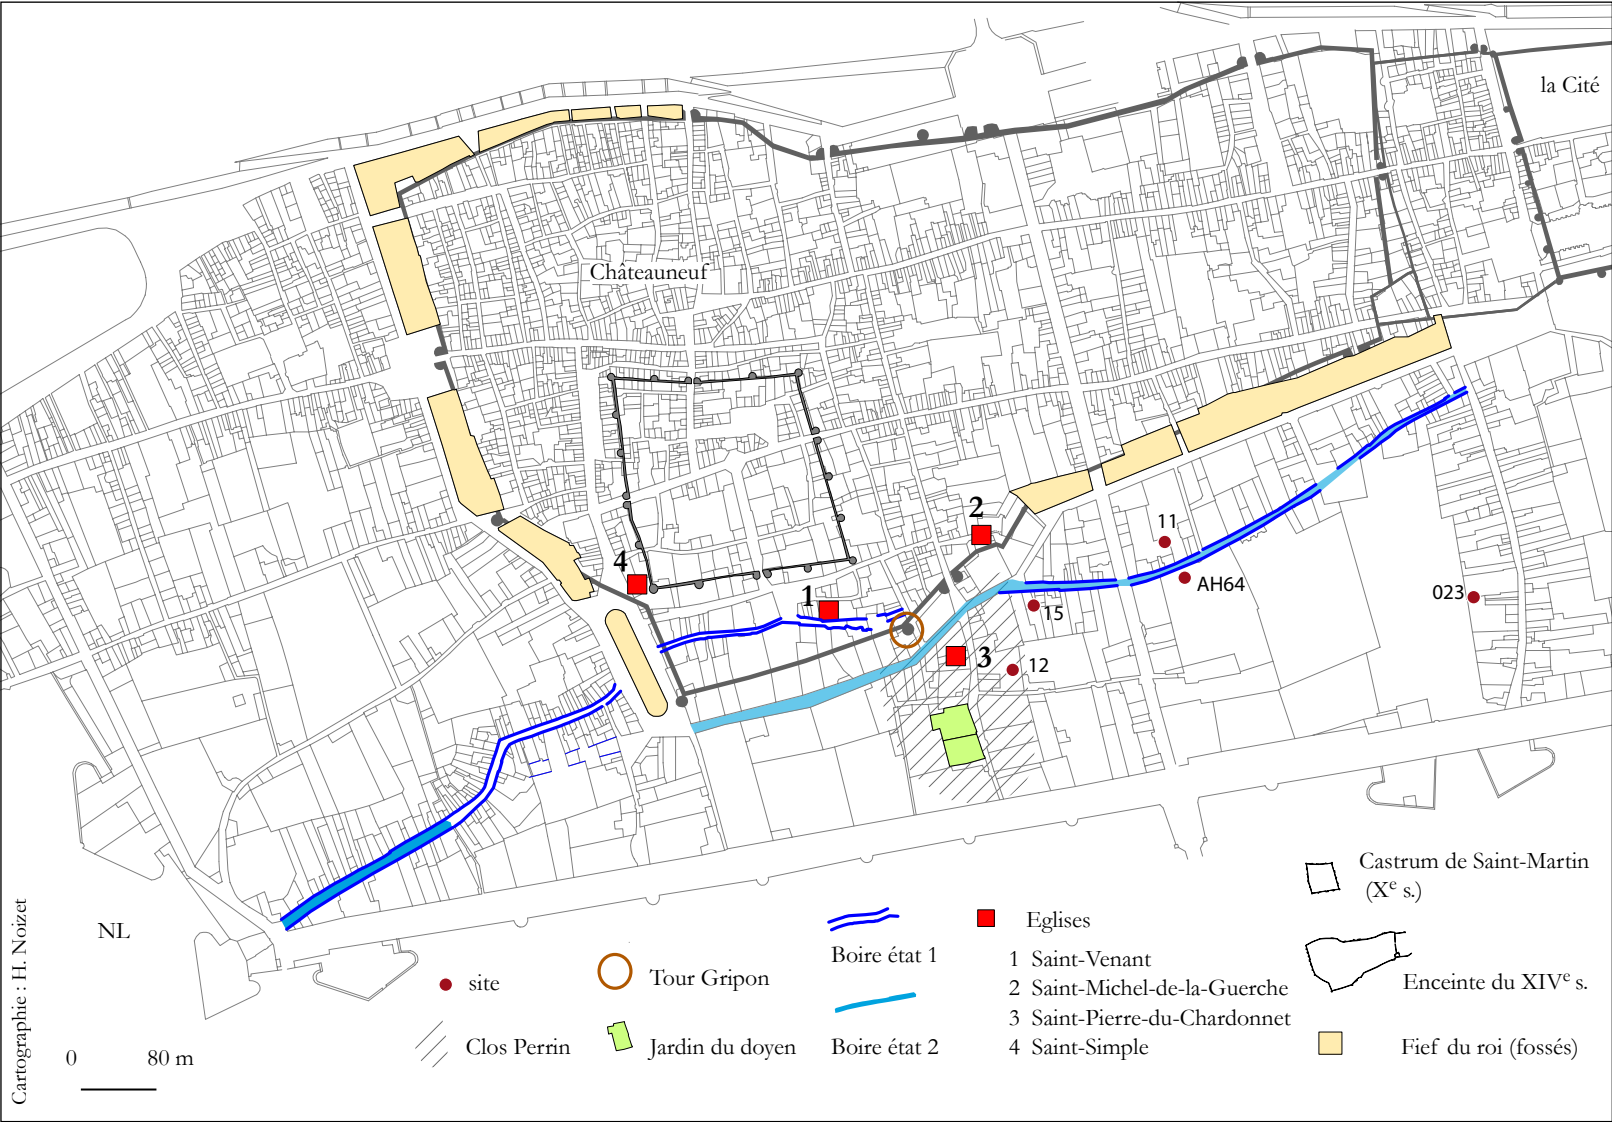 la Cité
Châteauneuf
2
11
4
AH64
023
1
15
3
12
NL
Cartographie : H. Noizet
0 80 m
site
Clos Perrin
Tour Gripon
Jardin du doyen
Boire état 1
Boire état 2
Eglises
1 Saint-Venant
2 Saint-Michel-de-la-Guerche
3 Saint-Pierre-du-Chardonnet
4 Saint-Simple
Castrum de Saint-Martin
(Xe s.)
Enceinte du XIVe s.
Fief du roi (fossés)